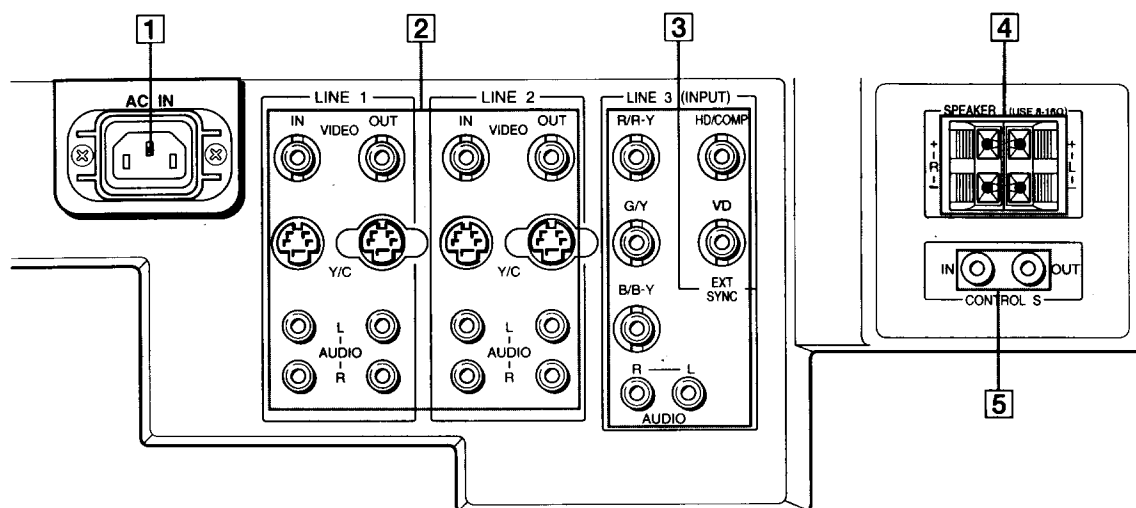 1
2
3
4
AC IN
LINE 1
IN VIDEO OUT
Y/C
L
AUDIO
R
LINE 2
IN VIDEO OUT
Y/C
L
AUDIO
R
LINE 3 (INPUT)
R/R-Y HD/COMP
G/Y VD
B/B-Y EXT
SYNC
R L
AUDIO
SPEAKER (USE 8-16Ω)
+ +
R L
- -
IN OUT
CONTROL S
5